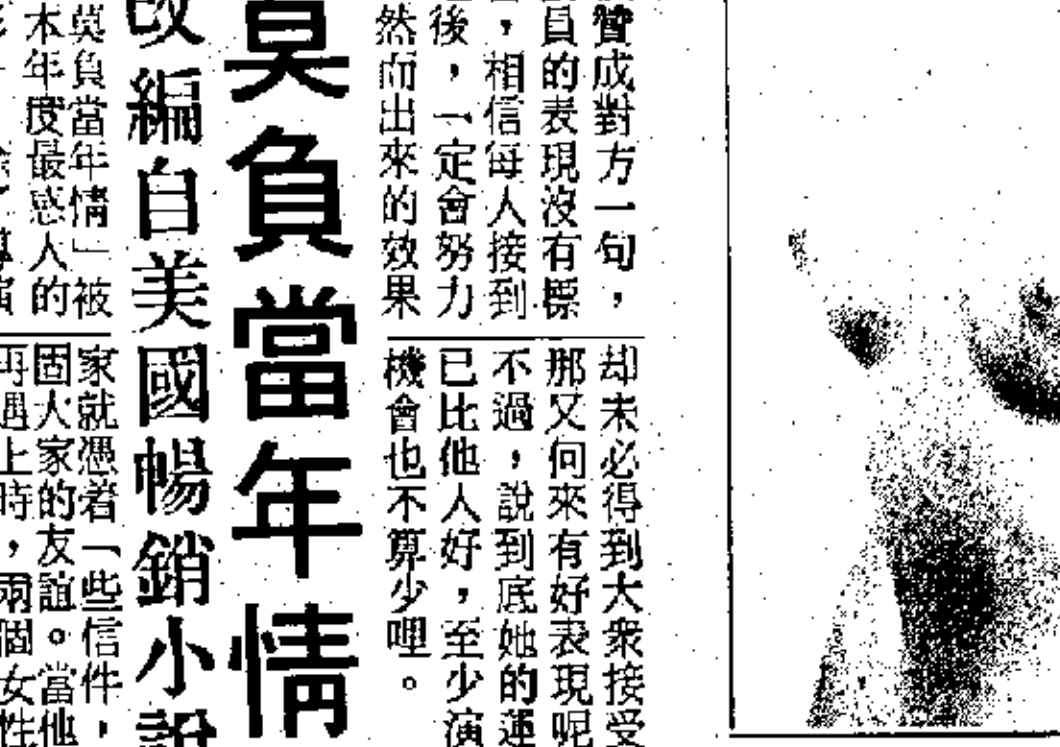 贊成對方一句，
員的表現沒有標
，相信每人接到
後，一定會努力
然而出來的效果
却未必得到大衆接受
那又何來有好表現呢
不過，說到底她的運
已比他人好，至少演
機會也不算少哩。
莫負當年情
改編自美國暢銷小說
莫負當年情」被
本年度最惑人的
家就憑着一些信件，
固大家的友誼。當他
再遇上時，兩個女性